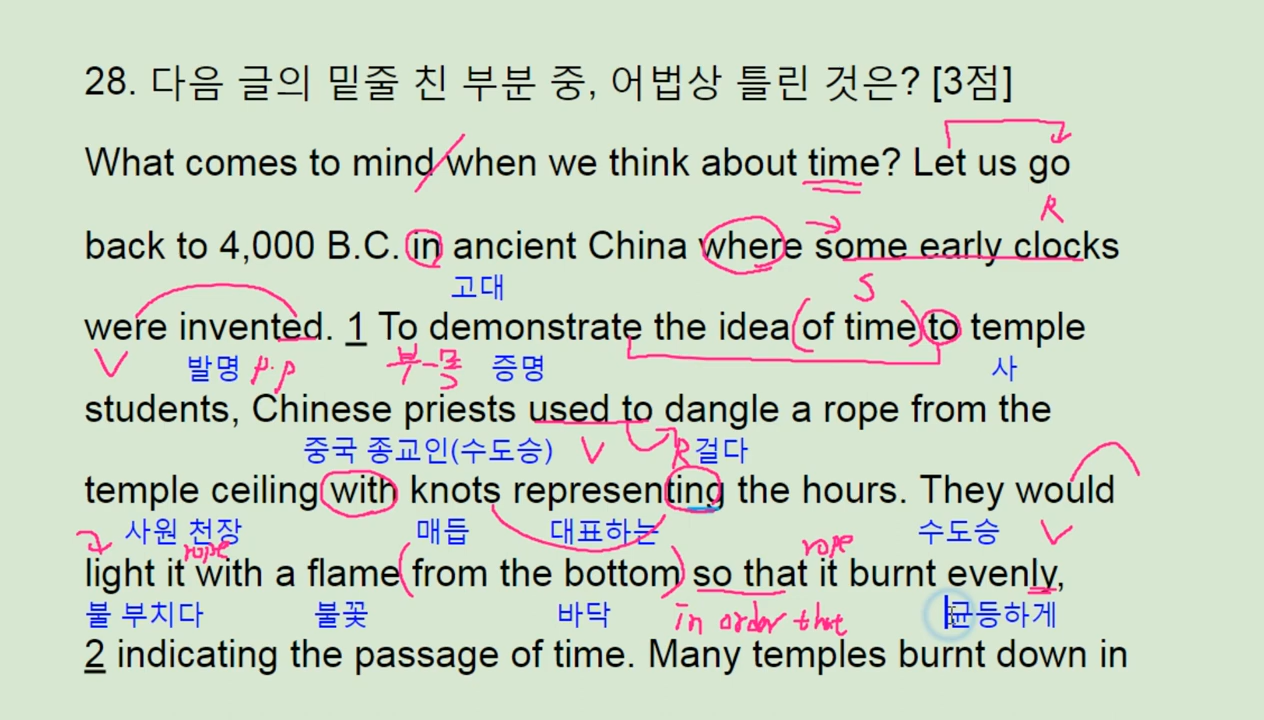 28. 다음 글의 밑줄 친 부분 중, 어법상 틀린 것은? [3점]
What comes to mind when we think about time? Let us go
R
back to 4,000 B.C. in ancient China where some early clocks
고대 S
were invented. 1 To demonstrate the idea of time to temple
V 발명 p.p 부-목 증명 사
students, Chinese priests used to dangle a rope from the
중국 종교인(수도승) V R 걸다
temple ceiling with knots representing the hours. They would
사원 천장 매듭 대표하는 수도승 V
rope rope
light it with a flame (from the bottom) so that it burnt evenly,
불 부치다 불꽃 바닥 in order that 균등하게
2 indicating the passage of time. Many temples burnt down in